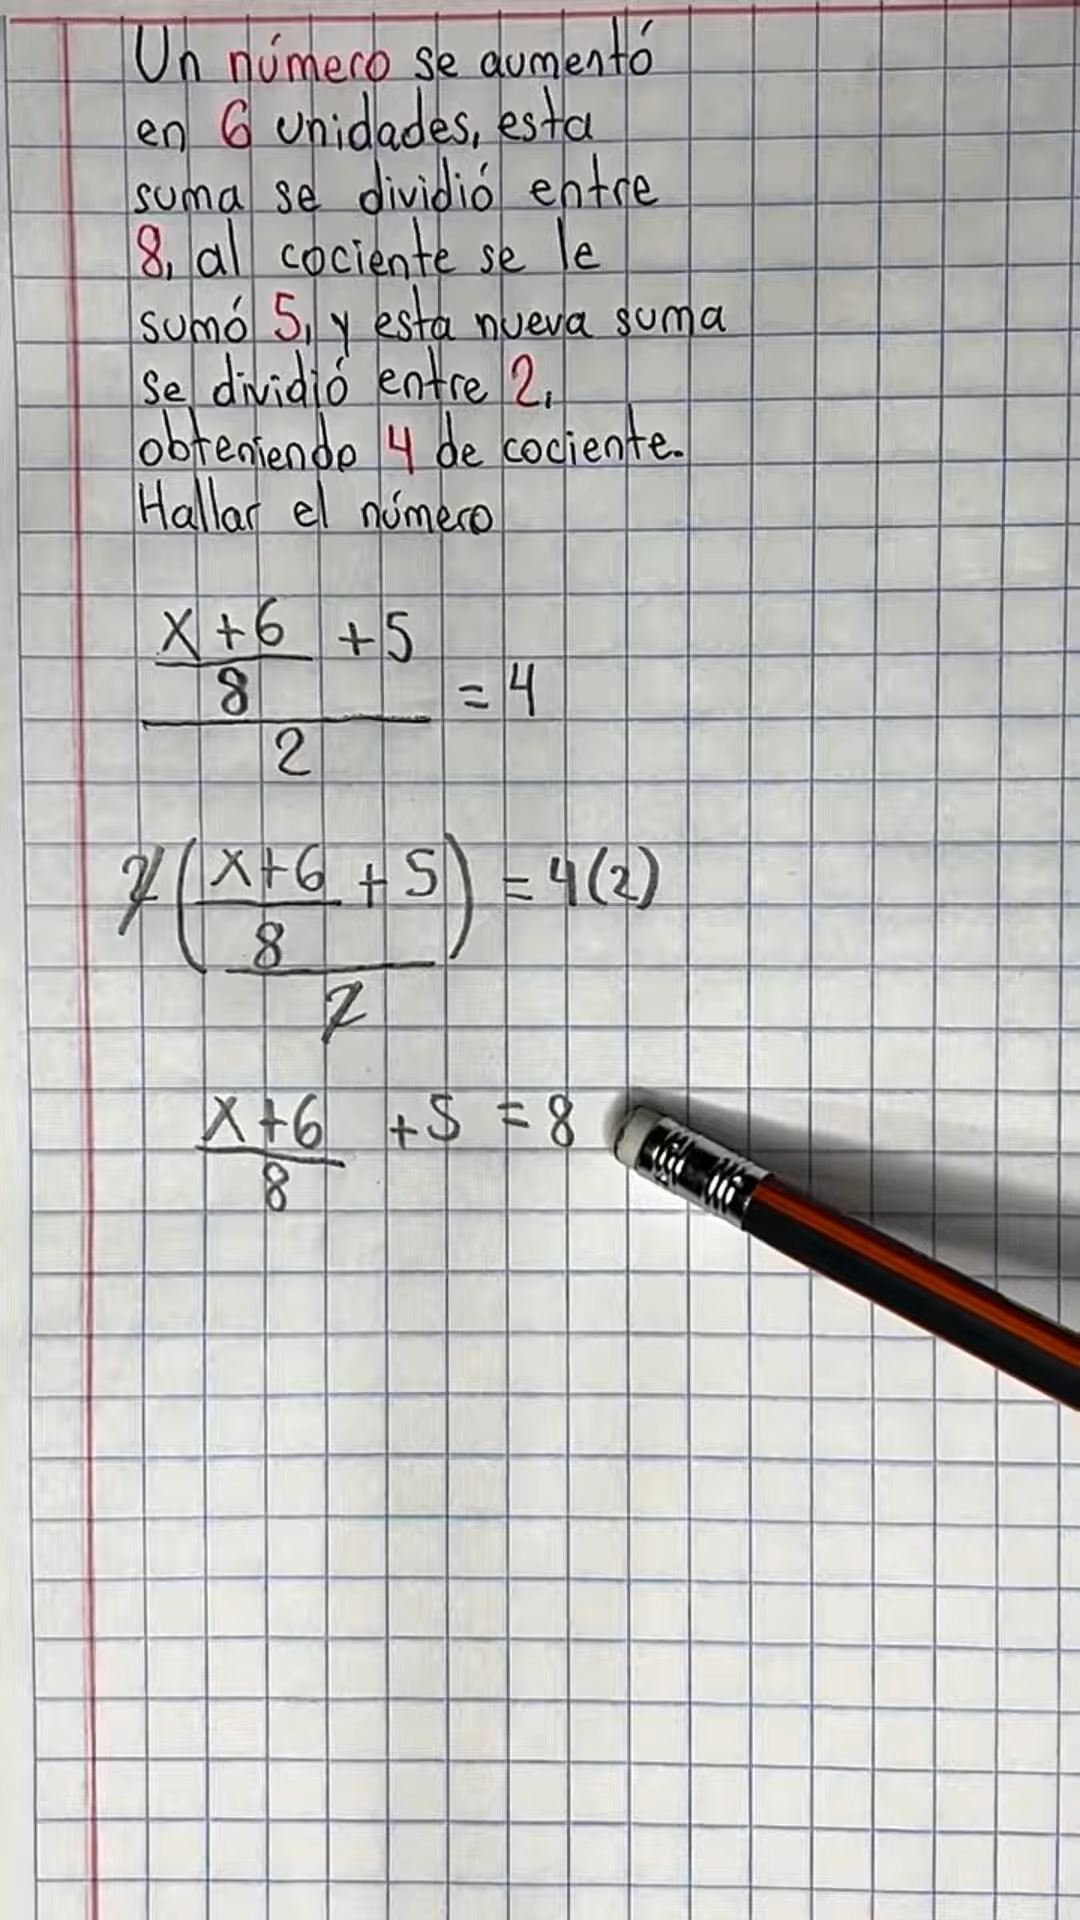 Un número se aumentó
en 6 unidades, esta
suma se dividió entre
8, al cociente se le
sumó 5, y esta nueva suma
se dividió entre 2,
obteniendo 4 de cociente.
Hallar el número
x+6 +5
8
= 4
2
2(x+6 + 5) = 4(2)
8
2
x+6 +5 = 8
8